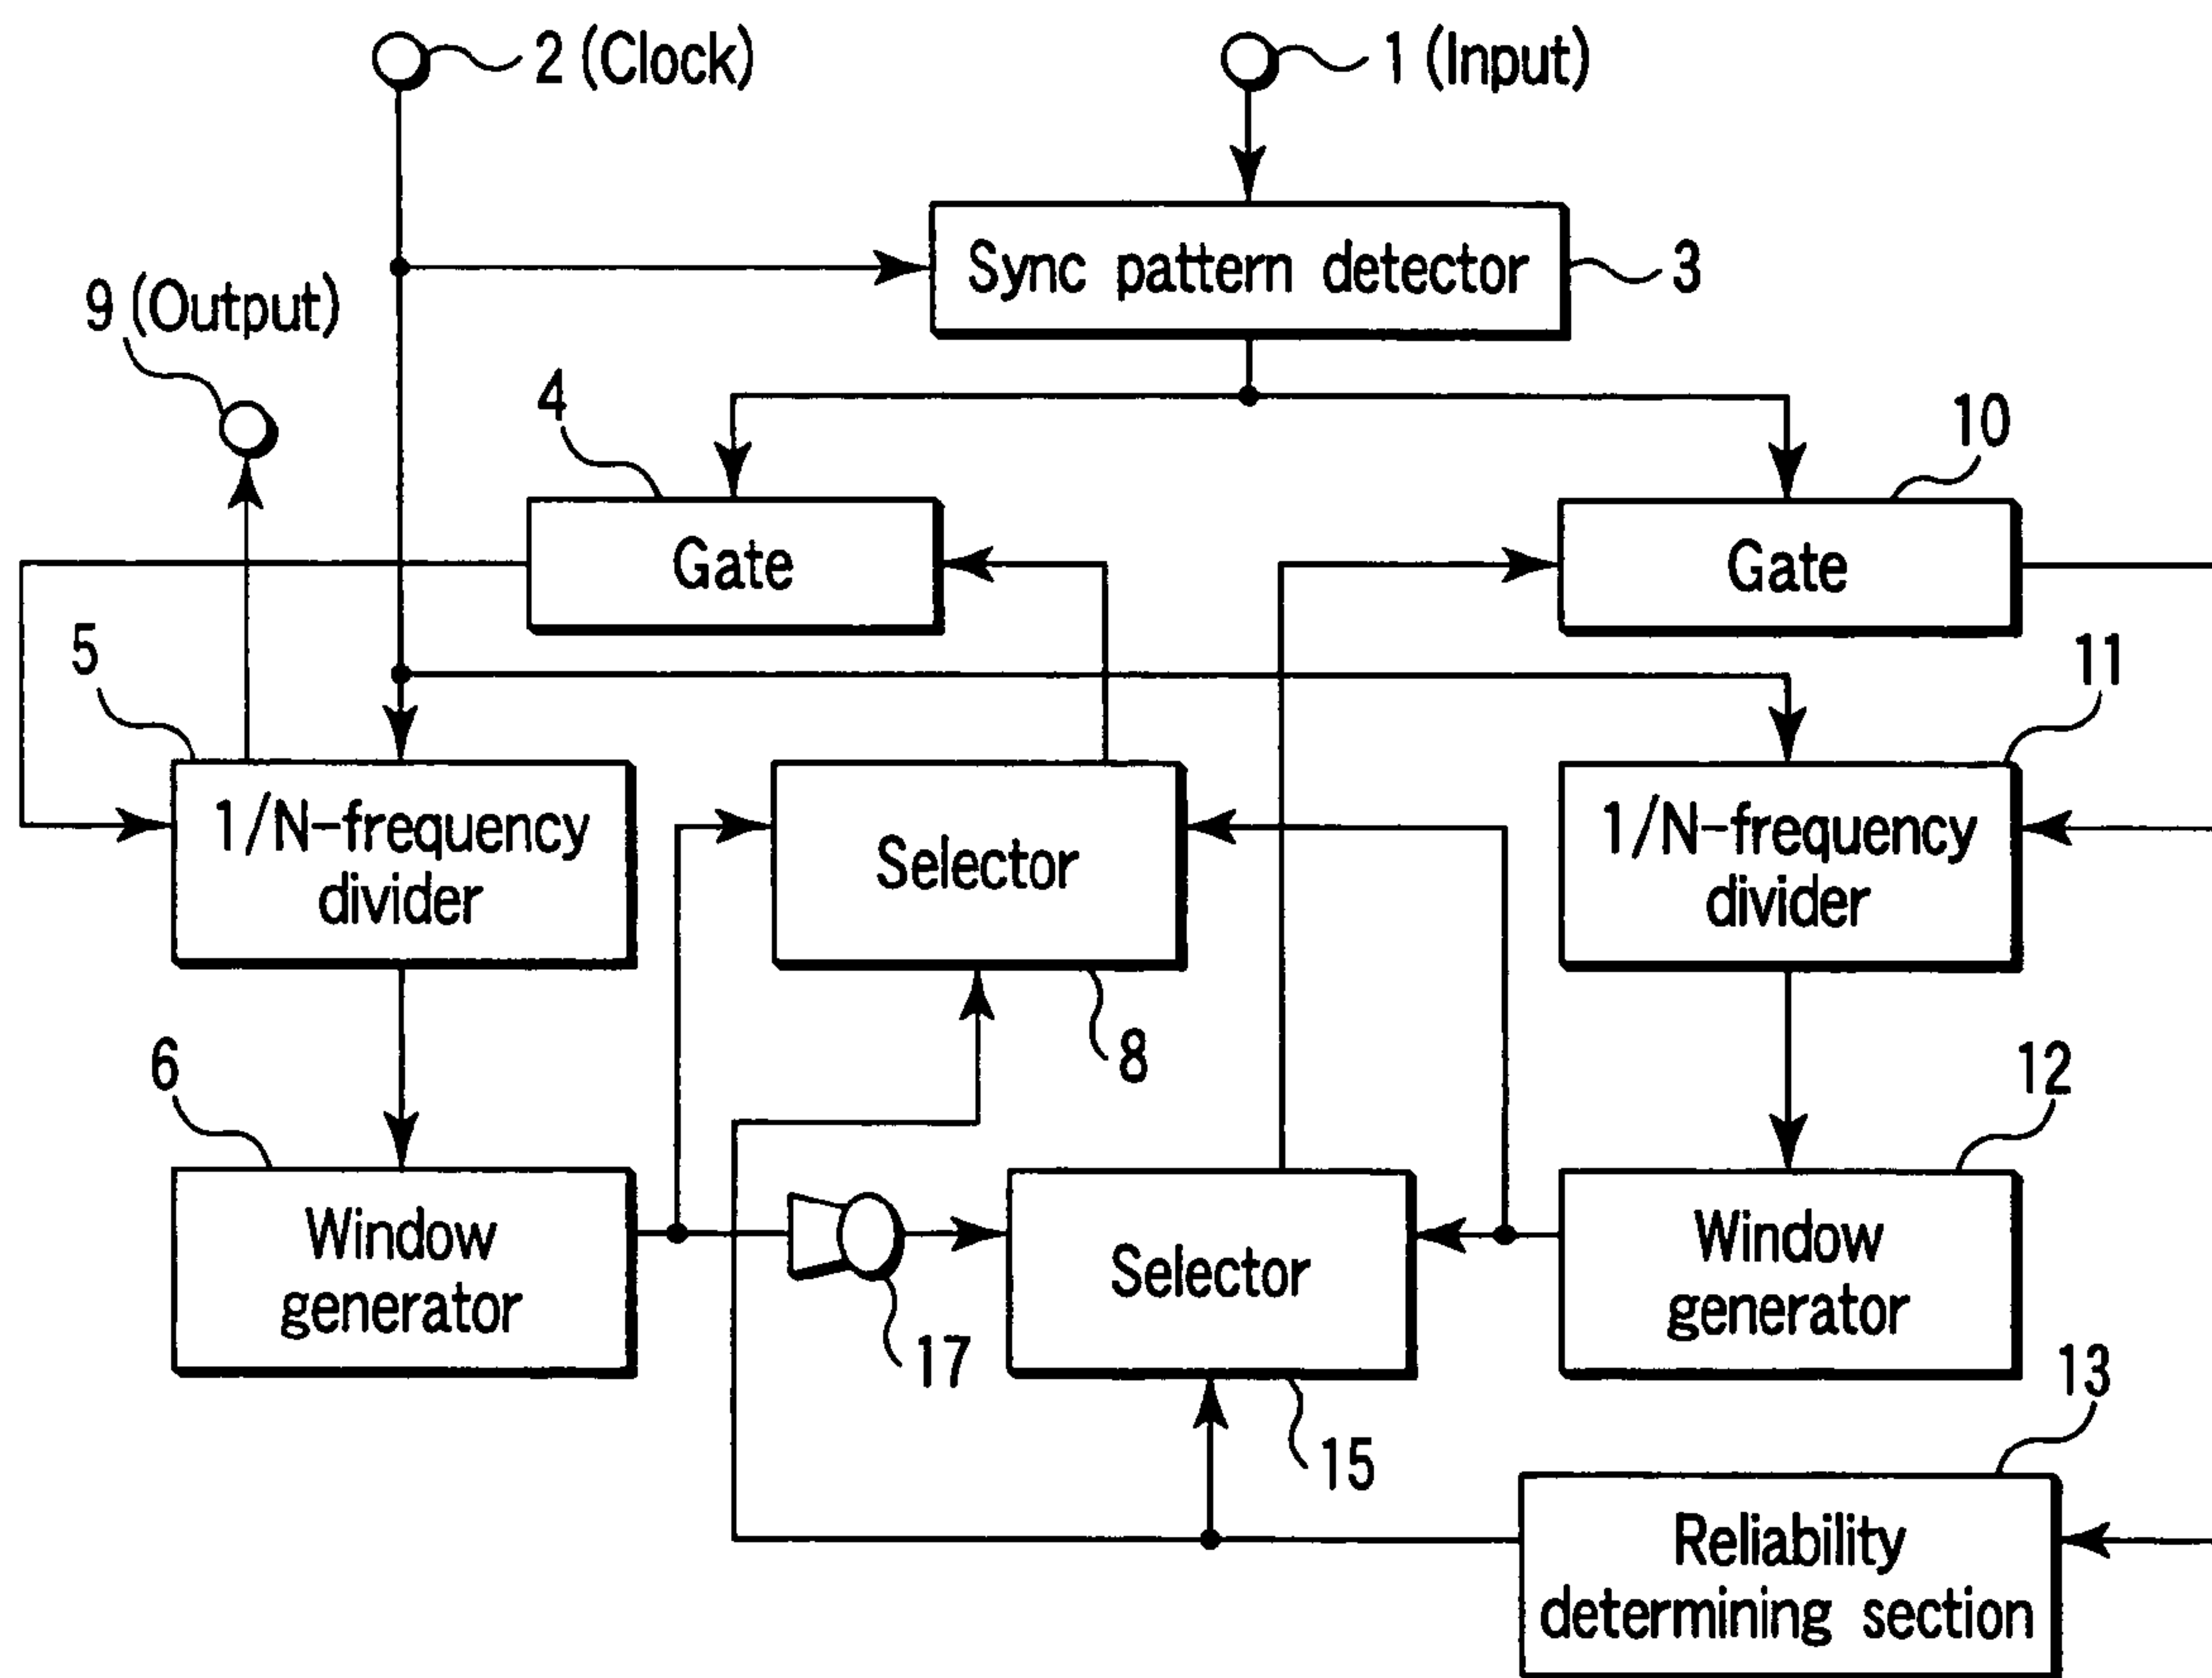 2 (Clock)
1 (Input)
Sync pattern detector
3
9 (Output)
4
10
Gate
Gate
5
11
1/N-frequency
divider
Selector
1/N-frequency
divider
6
8
12
Window
generator
17
Selector
Window
generator
15
13
Reliability
determining section